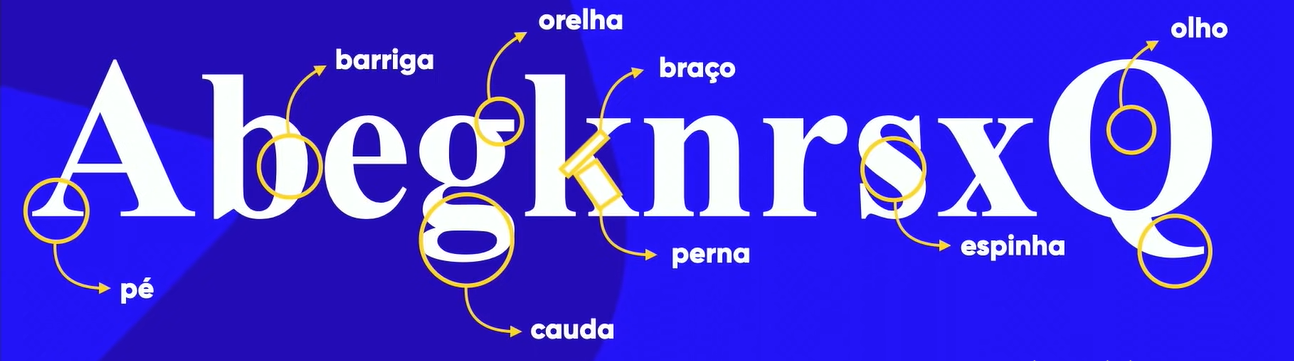 orelha
olho
barriga
braço
AbegknrsxQ
espinha
perna
pé
cauda